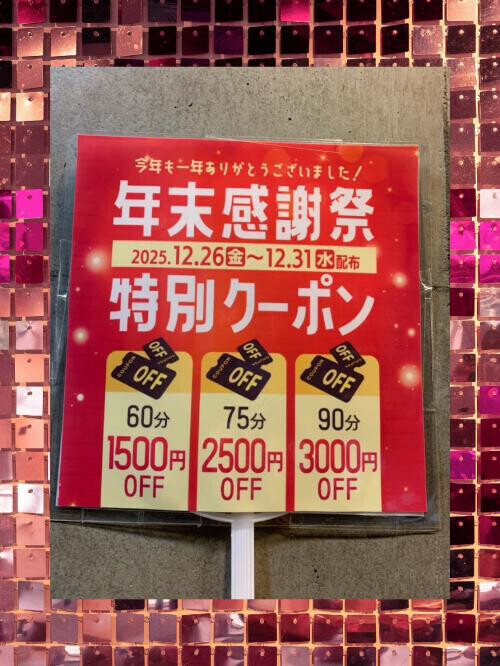 今年も一年ありがとうございました!
年末感謝祭
2025.12.26金〜12.31水配布
特別クーポン
COUPON OFF OFF
60分
1500円
OFF
COUPON OFF OFF
75分
2500円
OFF
COUPON OFF OFF
90分
3000円
OFF